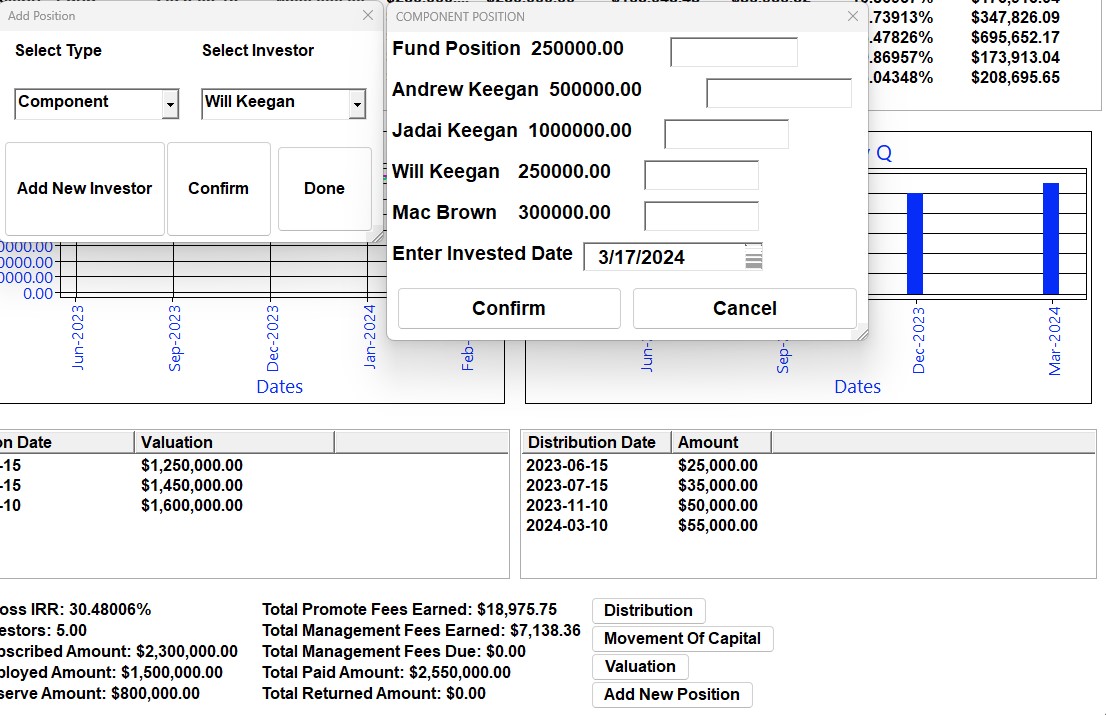 Add Position
Select Type Select Investor
Component Will Keegan
Add New Investor Confirm Done
COMPONENT POSITION
Fund Position 250000.00
Andrew Keegan 500000.00
Jadai Keegan 1000000.00
Will Keegan 250000.00
Mac Brown 300000.00
Enter Invested Date 3/17/2024
Confirm Cancel
.73913% $347,826.09
.47826% $695,652.17
.86957% $173,913.04
.04348% $208,695.65
Q
0000.00
0000.00
0000.00
0.00
Jun-2023 Sep-2023 Dec-2023 Jan-2024 Feb-
Dates
Jun- Sep- Dec-2023 Mar-2024
Dates
on Date Valuation
-15 $1,250,000.00
-15 $1,450,000.00
-10 $1,600,000.00
Distribution Date Amount
2023-06-15 $25,000.00
2023-07-15 $35,000.00
2023-11-10 $50,000.00
2024-03-10 $55,000.00
oss IRR: 30.48006%
estors: 5.00
bscribed Amount: $2,300,000.00
ployed Amount: $1,500,000.00
serve Amount: $800,000.00
Total Promote Fees Earned: $18,975.75
Total Management Fees Earned: $7,138.36
Total Management Fees Due: $0.00
Total Paid Amount: $2,550,000.00
Total Returned Amount: $0.00
Distribution
Movement Of Capital
Valuation
Add New Position